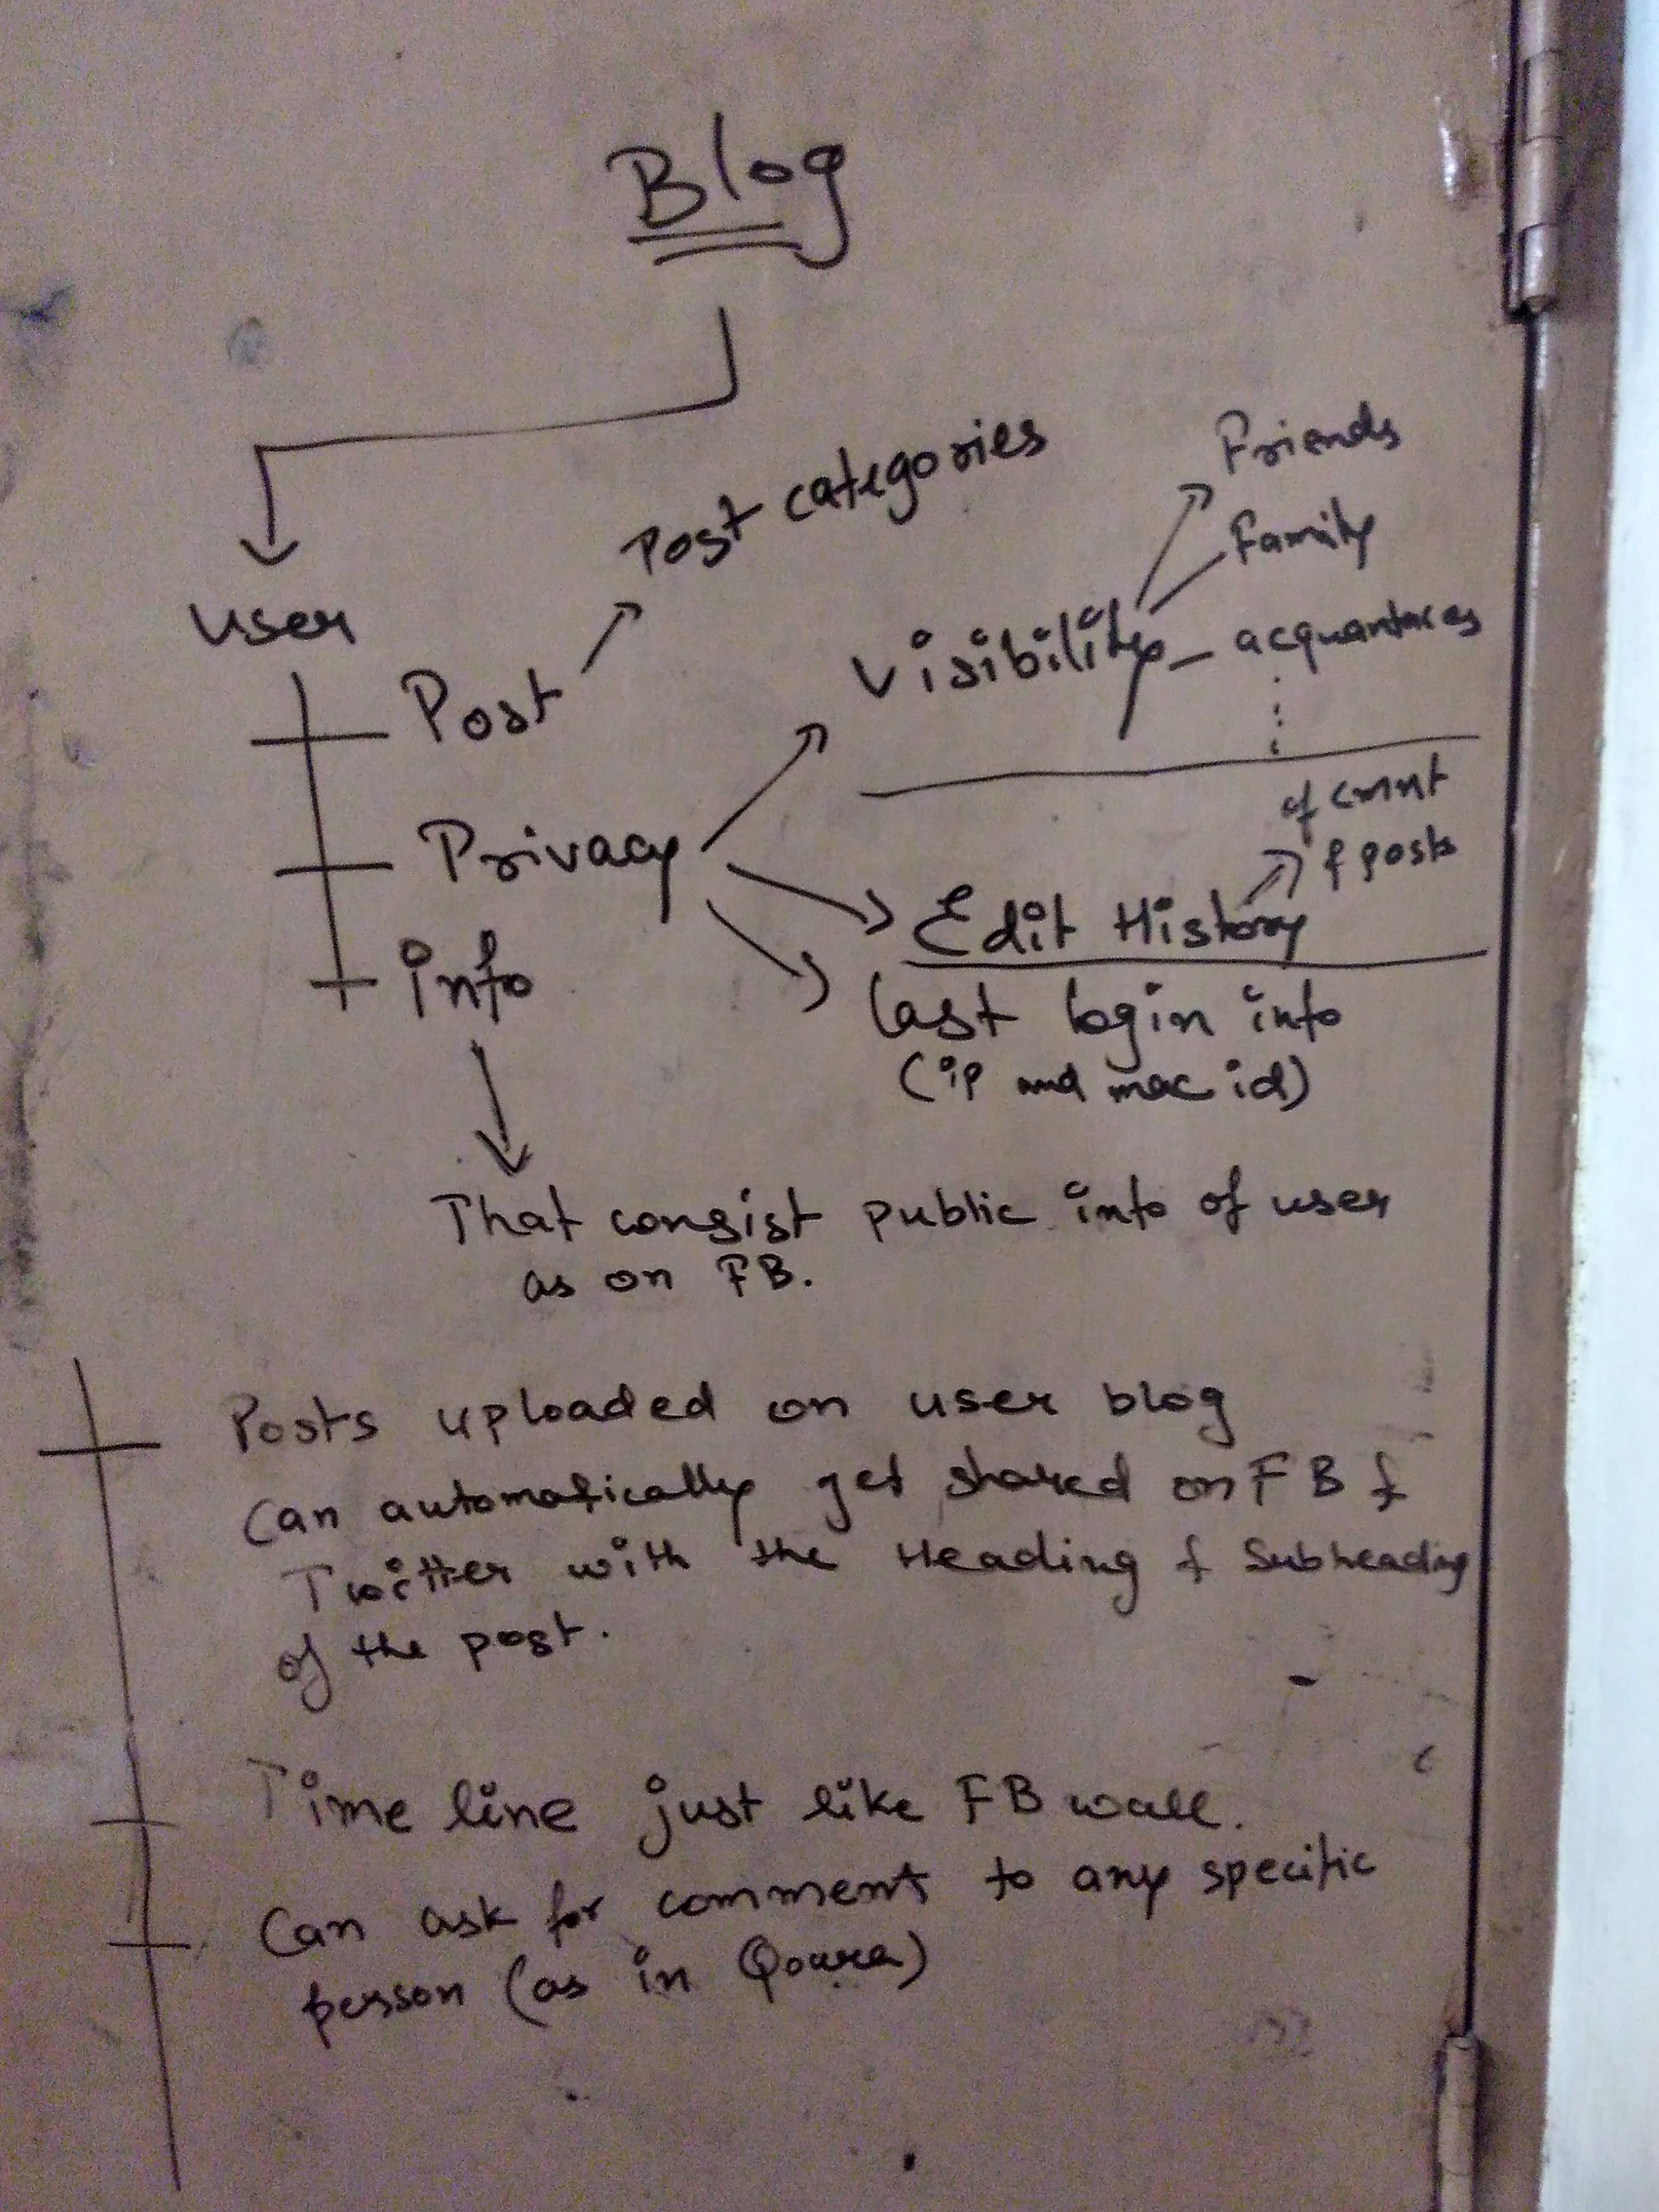 Blog
Post categories
Friends
Family
user
Visibility
acquantaces
Post
of cmnt
& posts
Privacy
Edit History
info
last login info
(ip and mac id)
That consist public info of user
as on FB.
Posts uploaded on user blog
Can automatically get shared on FB &
Twitter with the Heading & Subheading
of the post.
Time line just like FB wall.
Can ask for comment to any specific
person (as in Qoura)